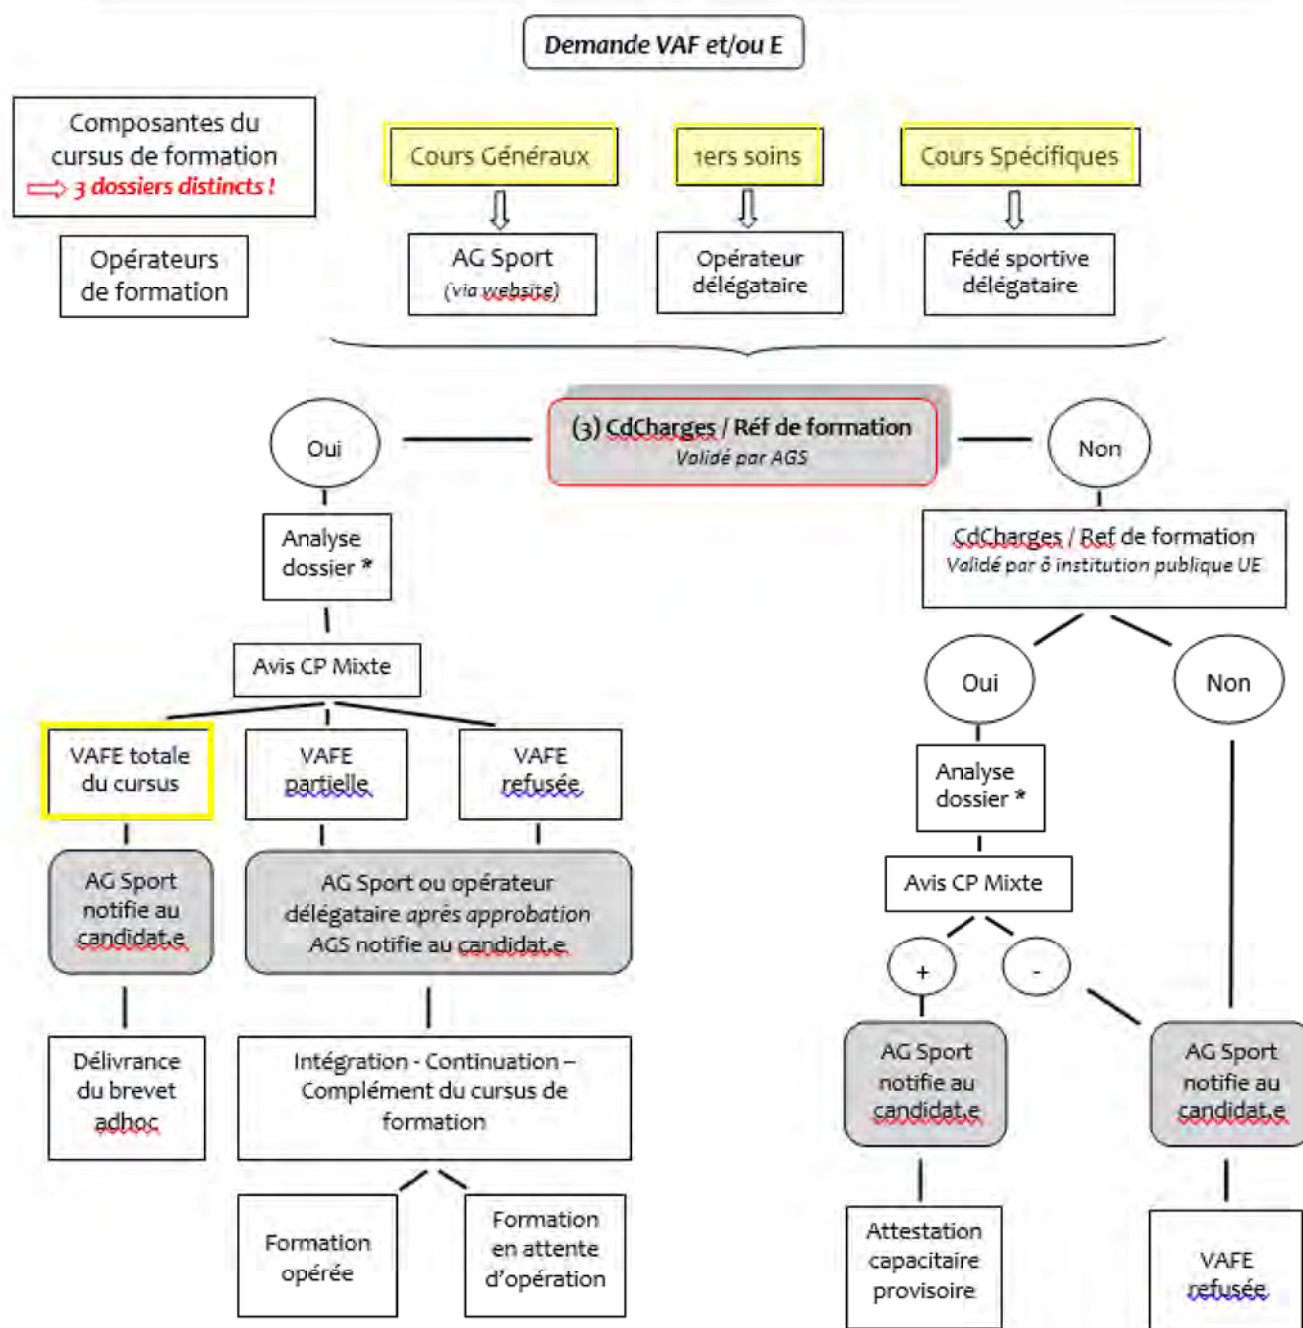 Demande VAF et/ou E
Composantes du
cursus de formation
⇨ 3 dossiers distincts !
Cours Généraux
1ers soins
Cours Spécifiques
Opérateurs
de formation
AG Sport
(via website)
Opérateur
délégataire
Fédé sportive
délégataire
Oui
(3) CdCharges / Réf de formation
Validé par AGS
Non
Analyse
dossier *
CdCharges / Ref de formation
Validé par ô institution publique UE
Avis CP Mixte
Oui
Non
VAFE totale
du cursus
VAFE
partielle
VAFE
refusée
Analyse
dossier *
Avis CP Mixte
AG Sport
notifie au
candidat.e
AG Sport ou opérateur
délégataire après approbation
AGS notifie au candidat.e
+
-
Délivrance
du brevet
adhoc
Intégration - Continuation –
Complément du cursus de
formation
AG Sport
notifie au
candidat.e
AG Sport
notifie au
candidat.e
Formation
opérée
Formation
en attente
d'opération
Attestation
capacitaire
provisoire
VAFE
refusée